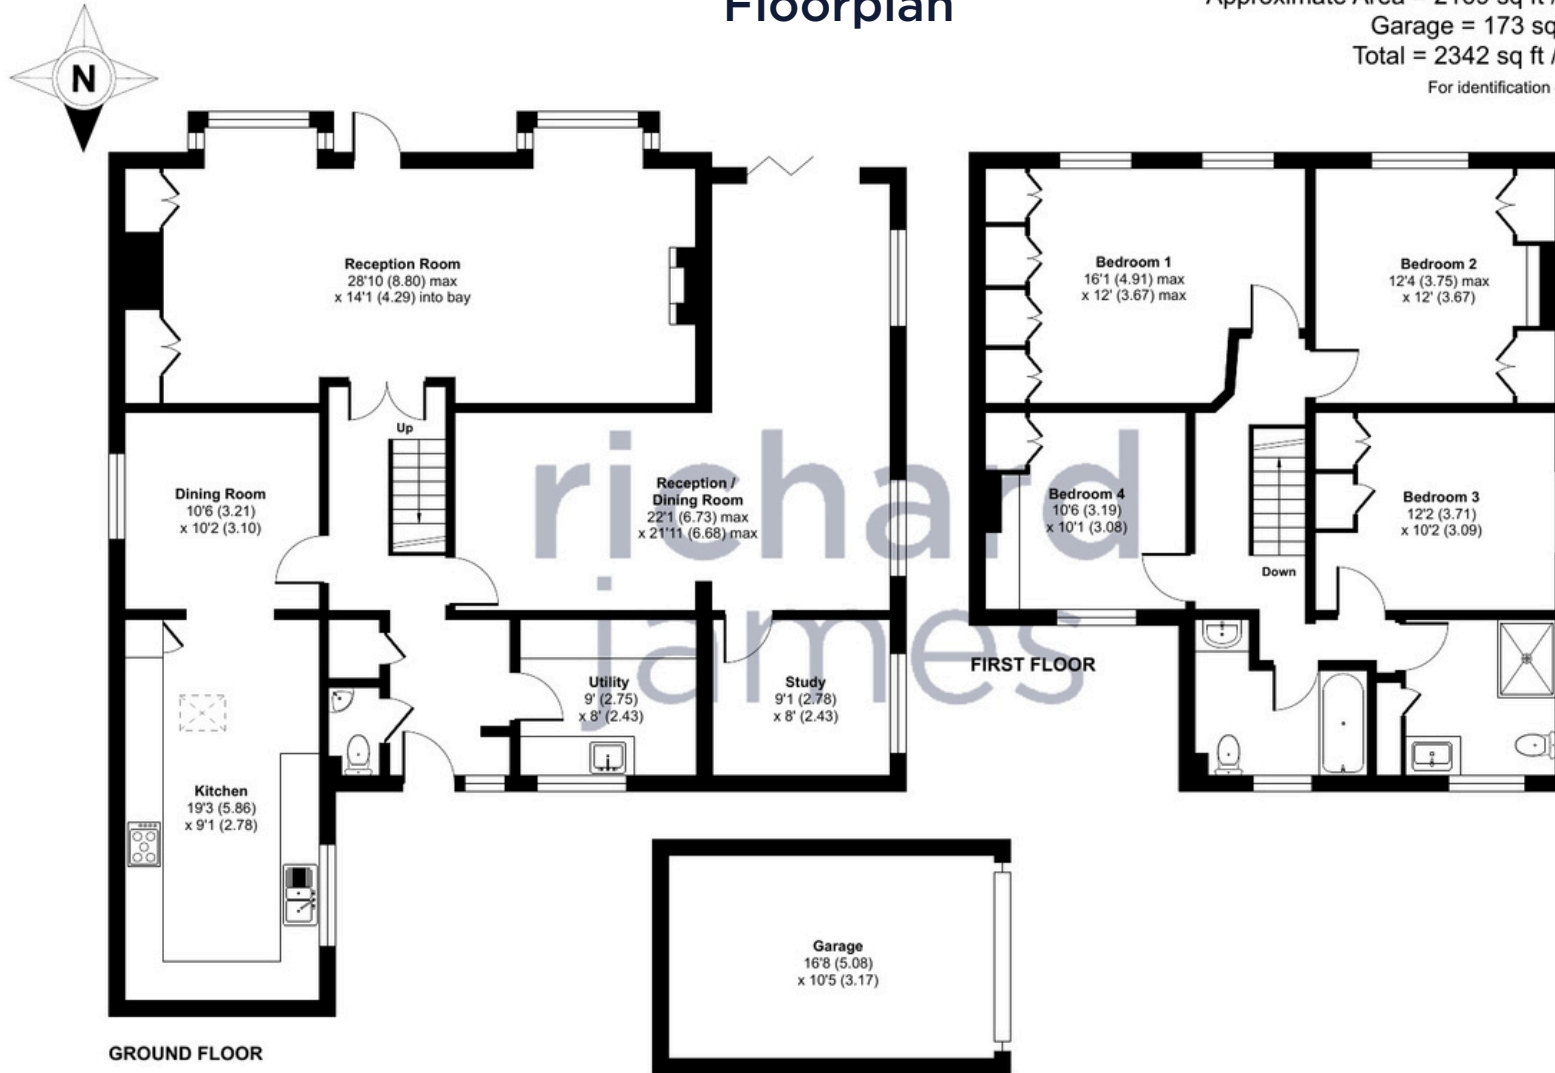 Floorplan
Approximate Area = 2169 sq ft /
Garage = 173 sq
Total = 2342 sq ft /
For identification
N
Reception Room
28'10 (8.80) max
x 14'1 (4.29) into bay
Bedroom 1
16'1 (4.91) max
x 12' (3.67) max
Bedroom 2
12'4 (3.75) max
x 12' (3.67)
Up
Dining Room
10'6 (3.21)
x 10'2 (3.10)
Reception /
Dining Room
22'1 (6.73) max
x 21'11 (6.68) max
Bedroom 4
10'6 (3.19)
x 10'1 (3.08)
Bedroom 3
12'2 (3.71)
x 10'2 (3.09)
Down
richard
james
FIRST FLOOR
Utility
9' (2.75)
x 8' (2.43)
Study
9'1 (2.78)
x 8' (2.43)
Kitchen
19'3 (5.86)
x 9'1 (2.78)
Garage
16'8 (5.08)
x 10'5 (3.17)
GROUND FLOOR